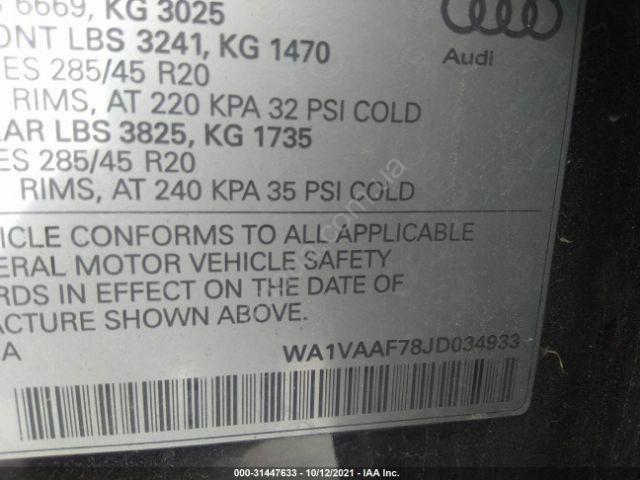 6669, KG 3025
ONT LBS 3241, KG 1470
ES 285/45 R20
RIMS, AT 220 KPA 32 PSI COLD
AR LBS 3825, KG 1735
ES 285/45 R20
RIMS, AT 240 KPA 35 PSI COLD
Audi
HICLE CONFORMS TO ALL APPLICABLE
ERAL MOTOR VEHICLE SAFETY
RDS IN EFFECT ON THE DATE OF
ACTURE SHOWN ABOVE.
A
WA1VAAF78JD034933
000-31447633 - 10/12/2021 - IAA Inc.